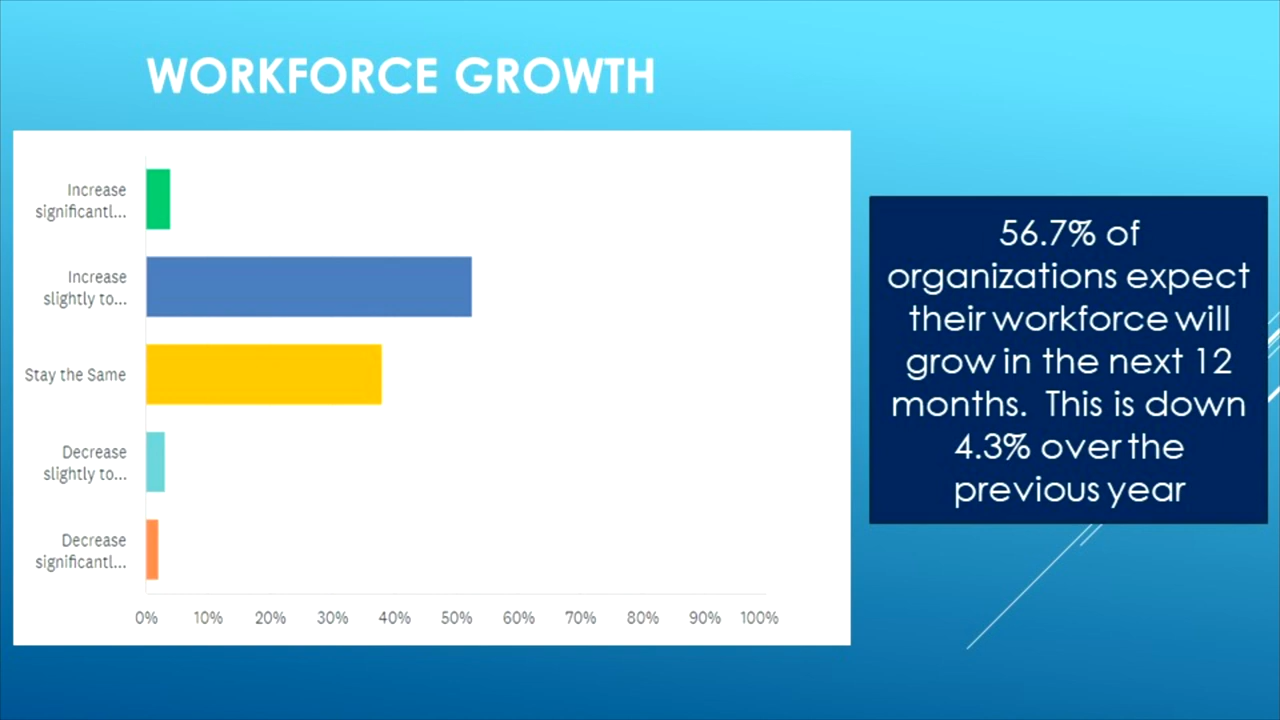 WORKFORCE GROWTH
Increase
significantl...
Increase
slightly to...
Stay the Same
Decrease
slightly to...
Decrease
significantl...
0% 10% 20% 30% 40% 50% 60% 70% 80% 90% 100%
56.7% of
organizations expect
their workforce will
grow in the next 12
months. This is down
4.3% over the
previous year